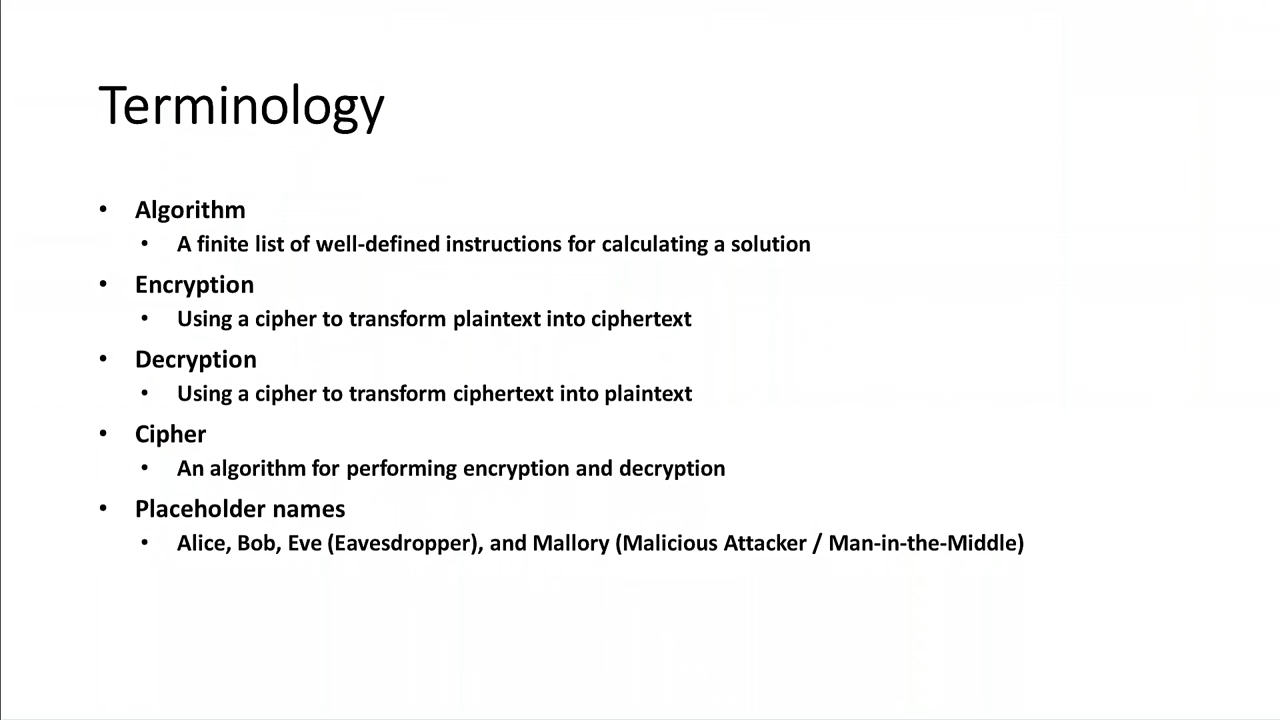 Terminology
• Algorithm
• A finite list of well-defined instructions for calculating a solution
• Encryption
• Using a cipher to transform plaintext into ciphertext
• Decryption
• Using a cipher to transform ciphertext into plaintext
• Cipher
• An algorithm for performing encryption and decryption
• Placeholder names
• Alice, Bob, Eve (Eavesdropper), and Mallory (Malicious Attacker / Man-in-the-Middle)